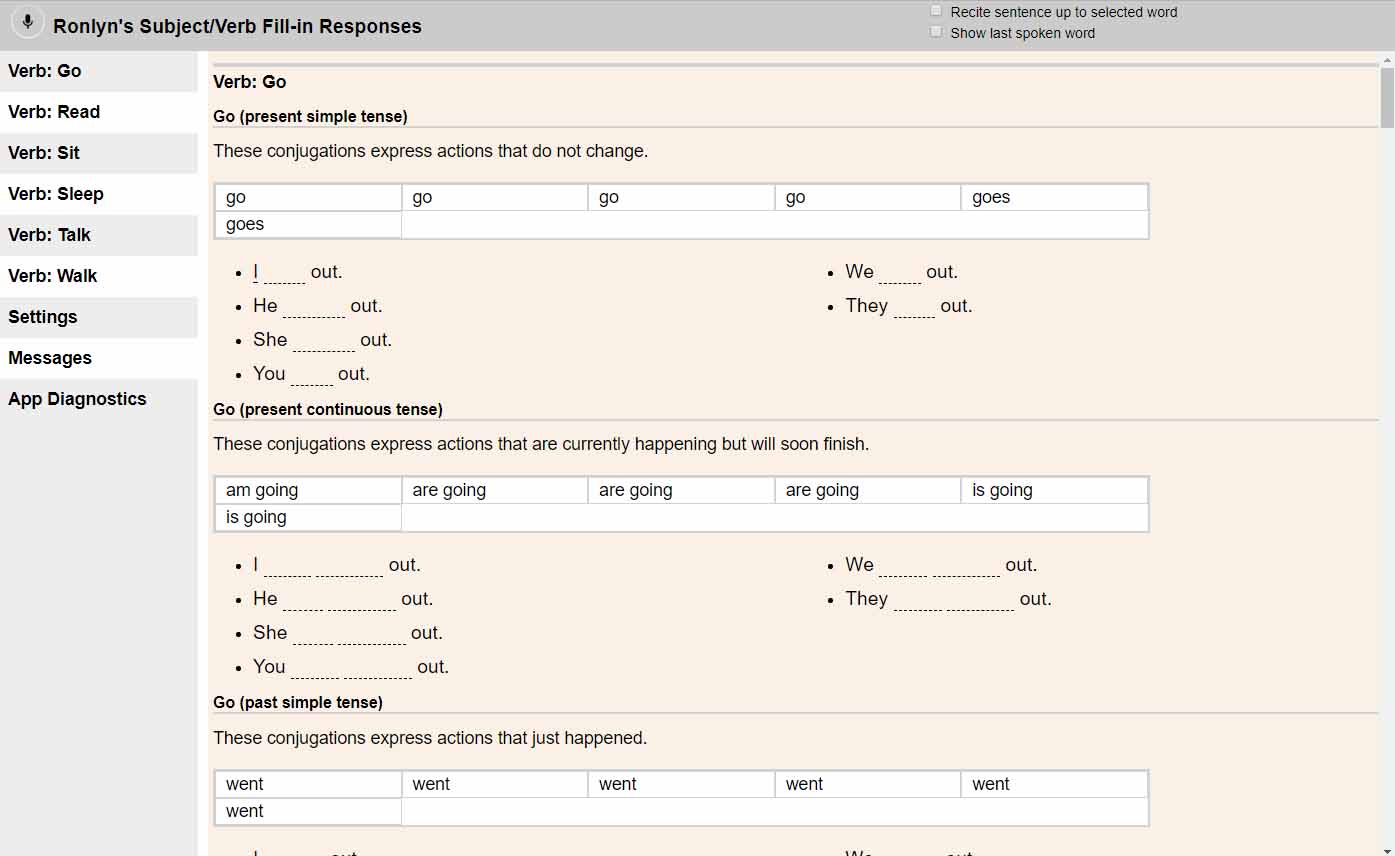 Ronlyn's Subject/Verb Fill-in Responses
Recite sentence up to selected word
Show last spoken word
Verb: Go
Verb: Read
Verb: Sit
Verb: Sleep
Verb: Talk
Verb: Walk
Settings
Messages
App Diagnostics
Verb: Go
Go (present simple tense)
These conjugations express actions that do not change.
go go go go goes
goes
I _____ out.
He _____ out.
She _____ out.
You _____ out.
We _____ out.
They _____ out.
Go (present continuous tense)
These conjugations express actions that are currently happening but will soon finish.
am going are going are going are going is going
is going
I _____ _____ out.
He _____ _____ out.
She _____ _____ out.
You _____ _____ out.
We _____ _____ out.
They _____ _____ out.
Go (past simple tense)
These conjugations express actions that just happened.
went went went went went
went